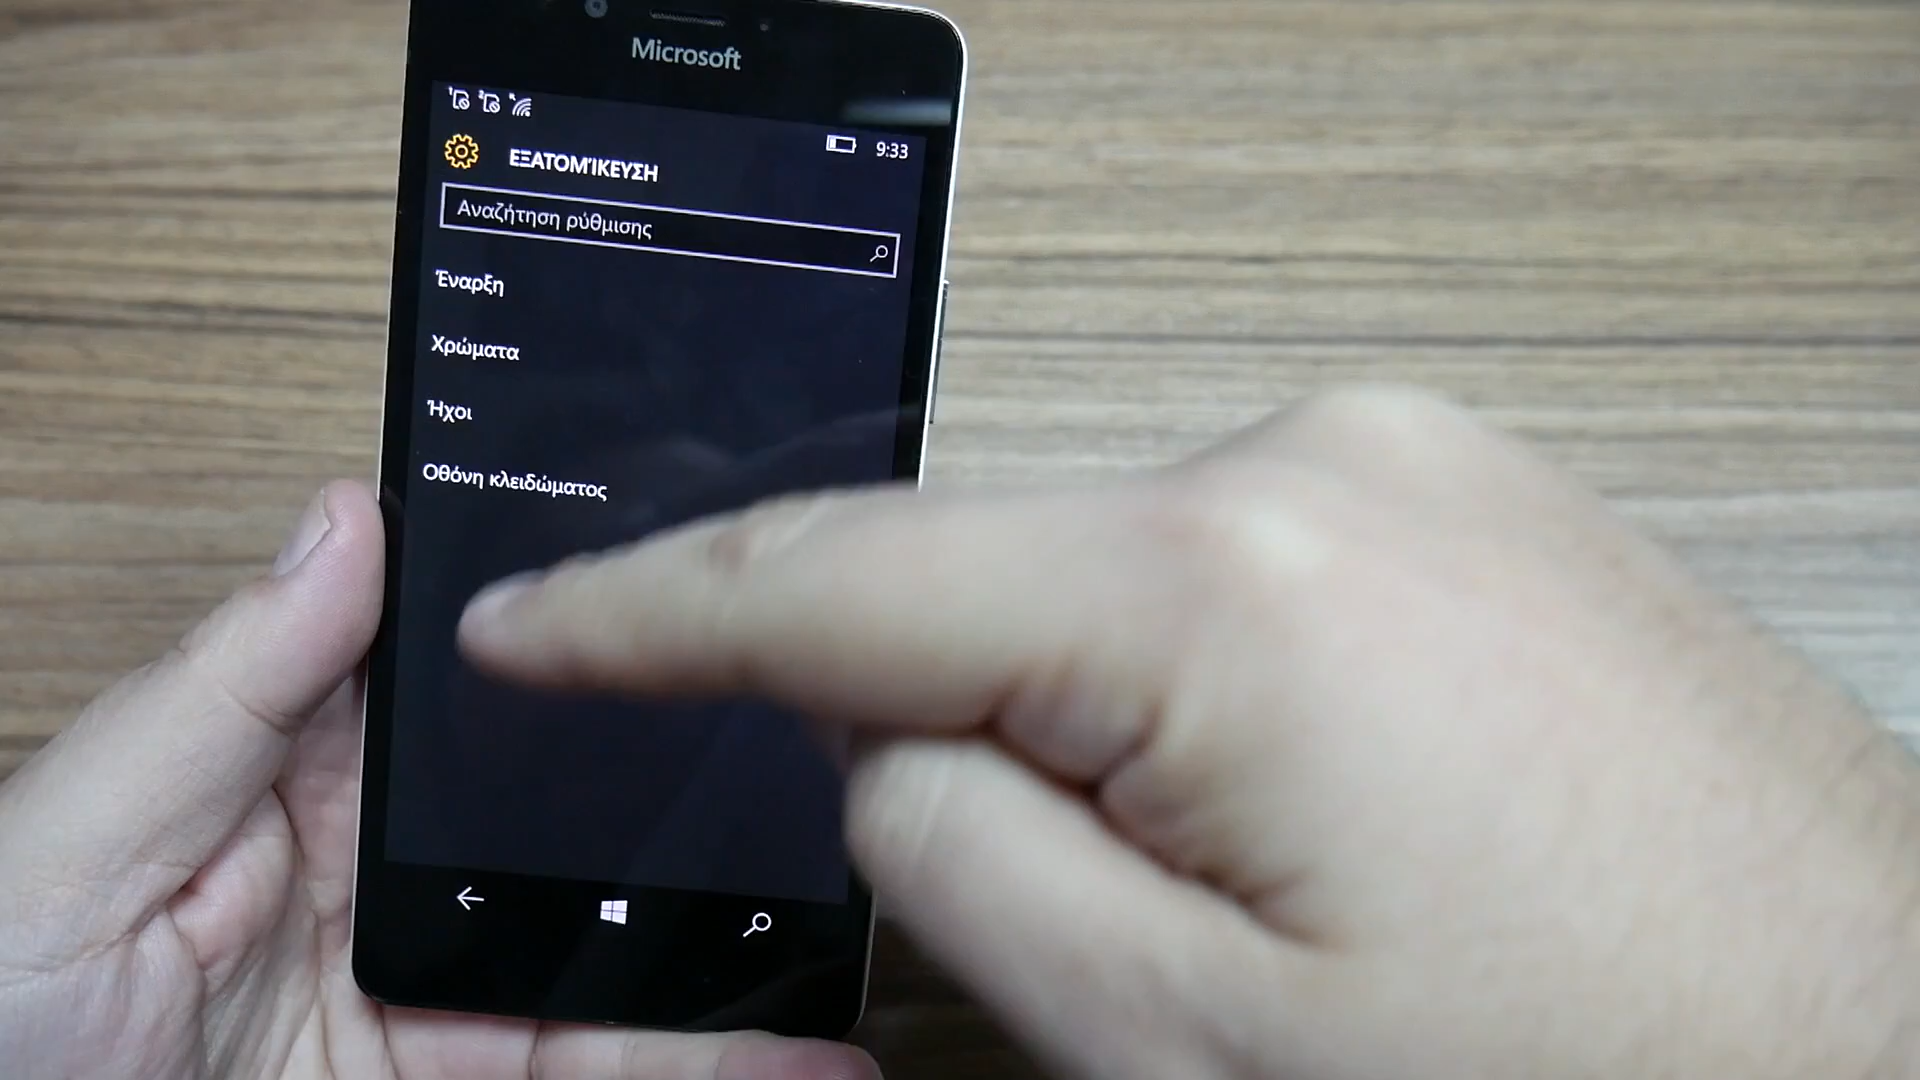 Microsoft
9:33
ΕΞΑΤΟΜΊΚΕΥΣΗ
Αναζήτηση ρύθμισης
Έναρξη
Χρώματα
Ήχοι
Οθόνη κλειδώματος